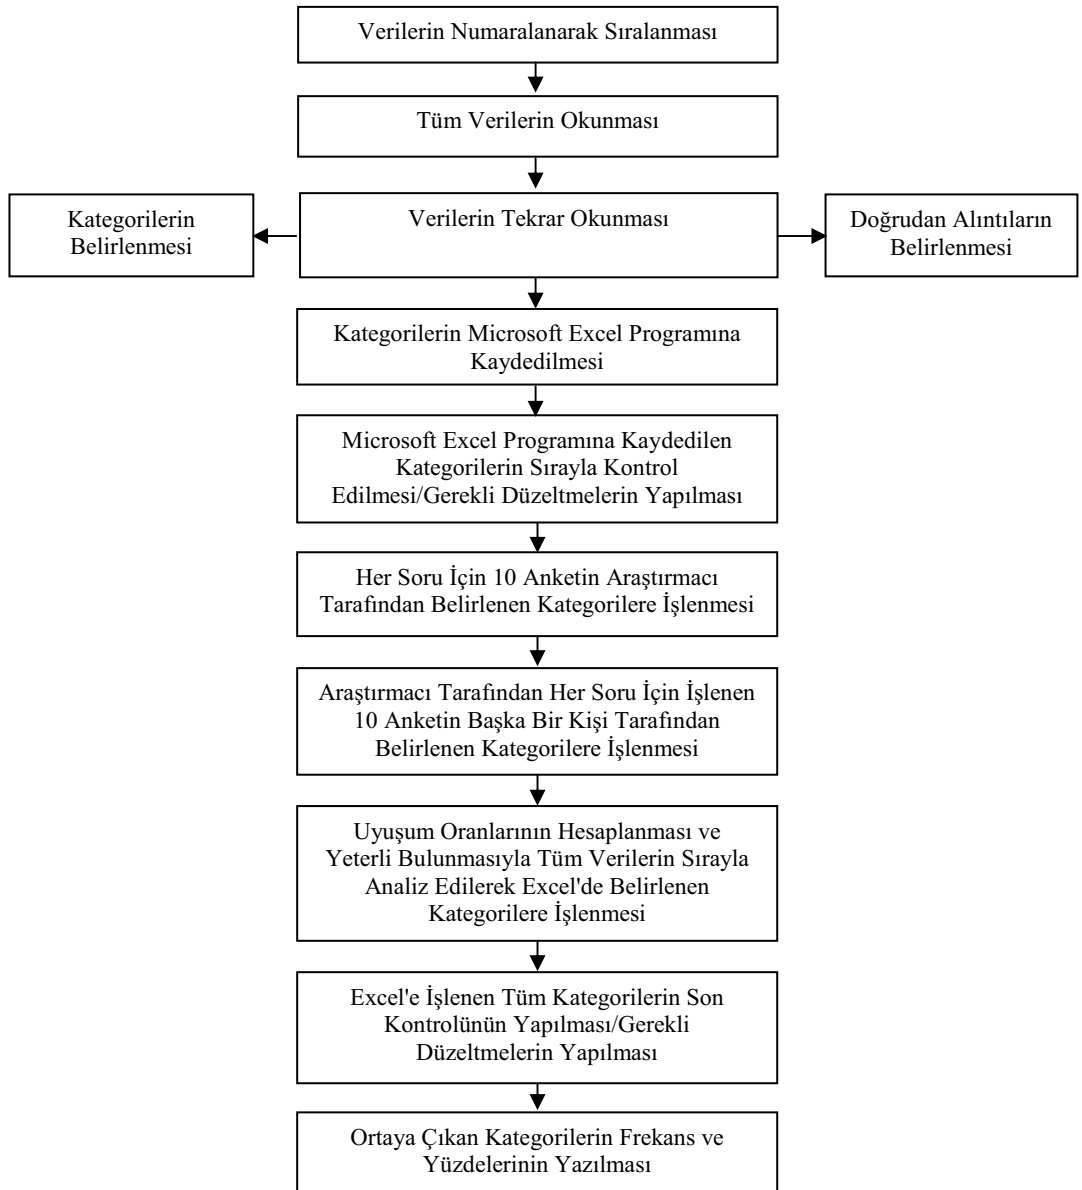 Verilerin Numaralanarak Sıralanması
Tüm Verilerin Okunması
Kategorilerin
Belirlenmesi
Verilerin Tekrar Okunması
Doğrudan Alıntıların
Belirlenmesi
Kategorilerin Microsoft Excel Programına
Kaydedilmesi
Microsoft Excel Programına Kaydedilen
Kategorilerin Sırayla Kontrol
Edilmesi/Gerekli Düzeltmelerin Yapılması
Her Soru İçin 10 Anketin Araştırmacı
Tarafından Belirlenen Kategorilere İşlenmesi
Araştırmacı Tarafından Her Soru İçin İşlenen
10 Anketin Başka Bir Kişi Tarafından
Belirlenen Kategorilere İşlenmesi
Uyuşum Oranlarının Hesaplanması ve
Yeterli Bulunmasıyla Tüm Verilerin Sırayla
Analiz Edilerek Excel'de Belirlenen
Kategorilere İşlenmesi
Excel'e İşlenen Tüm Kategorilerin Son
Kontrolünün Yapılması/Gerekli
Düzeltmelerin Yapılması
Ortaya Çıkan Kategorilerin Frekans ve
Yüzdelerinin Yazılması